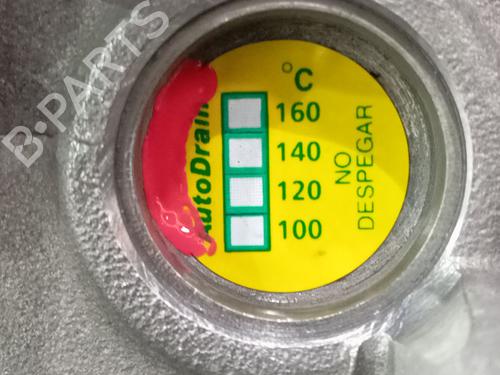 B-PARTS
AutoDrain
°C
160
140
120
100
NO
DESPEGAR